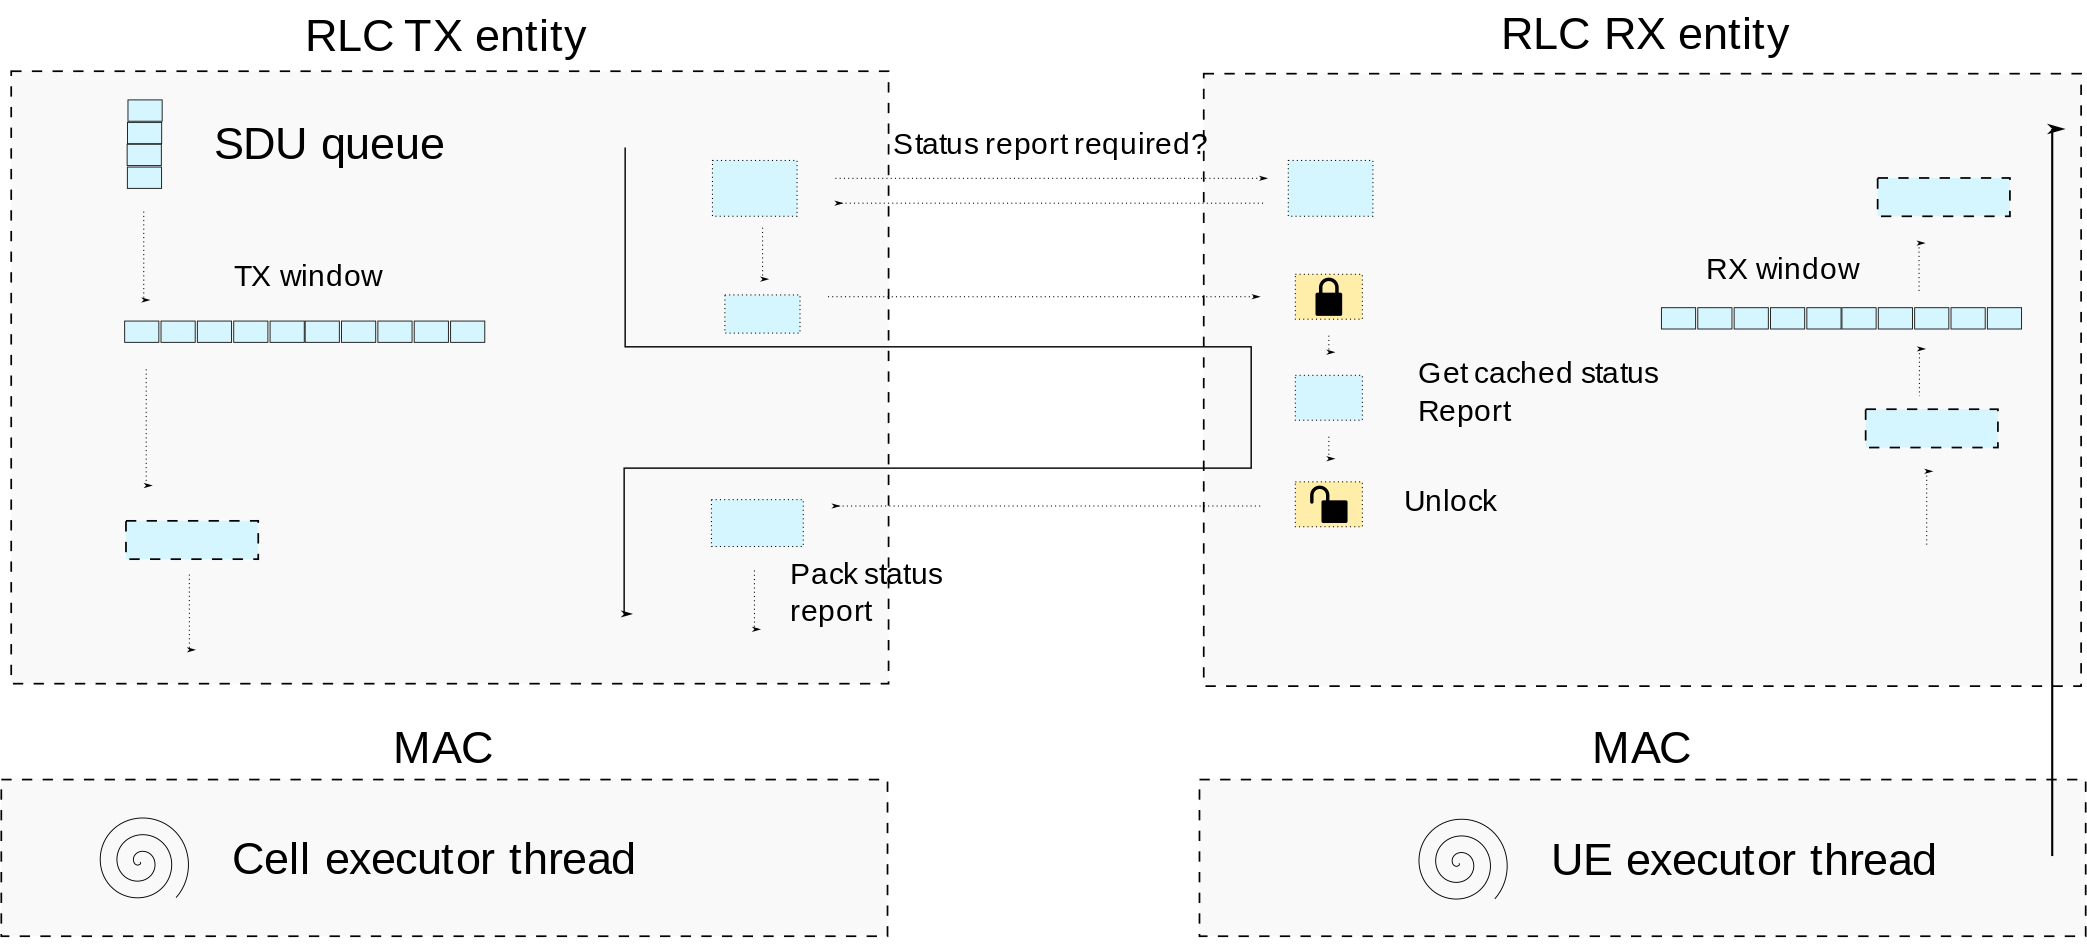 RLC TX entity
RLC RX entity
SDU queue
Status report required?
TX window
RX window
Get cached status
Report
Unlock
Pack status
report
MAC
MAC
Cell executor thread
UE executor thread